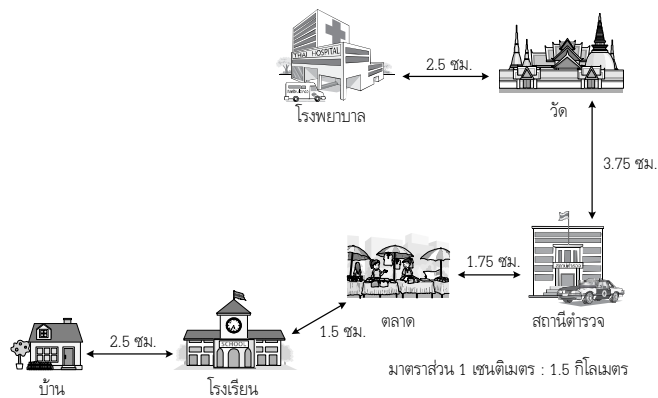 THAI HOSPITAL
2.5 ซม.
โรงพยาบาล
วัด
3.75 ซม.
1.75 ซม.
ตลาด
สถานีตำรวจ
1.5 ซม.
SCHOOL
2.5 ซม.
บ้าน
โรงเรียน
มาตราส่วน 1 เซนติเมตร : 1.5 กิโลเมตร